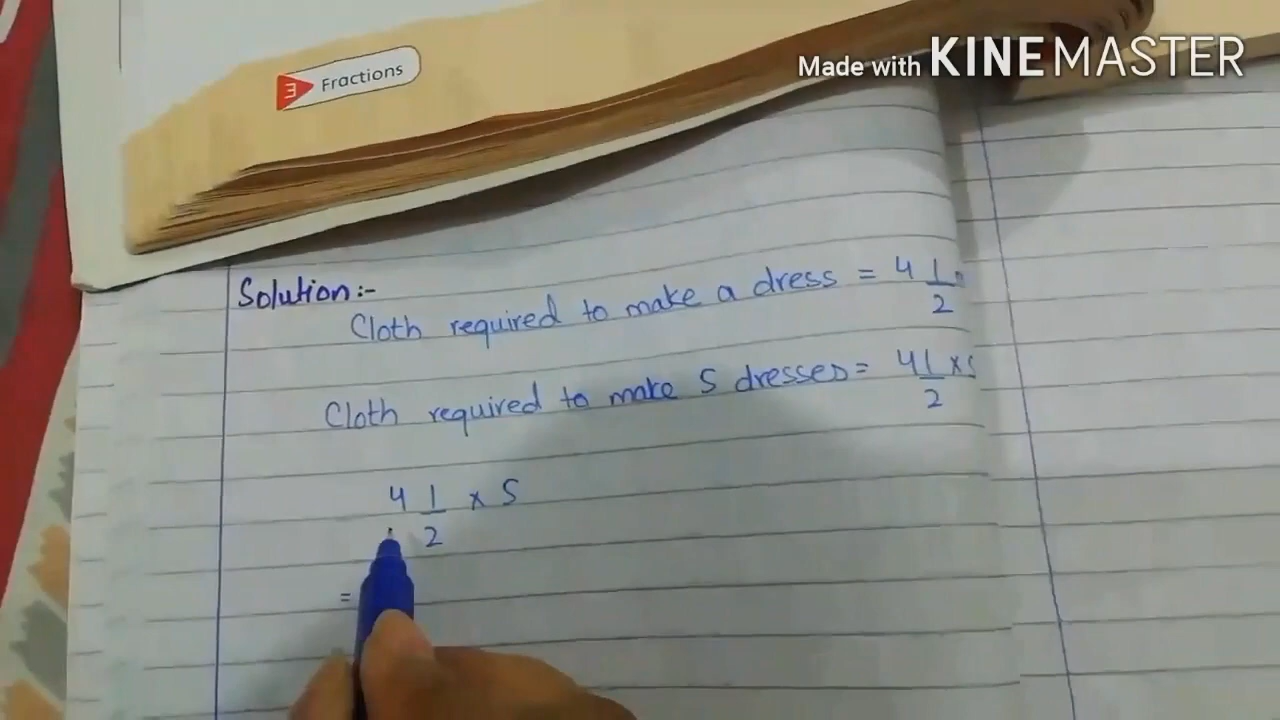 Made with KINEMASTER
3 Fractions
Solution:-
Cloth required to make a dress = 4 1/2
Cloth required to make 5 dresses = 4 1/2 × 5
4 1/2 × 5
=